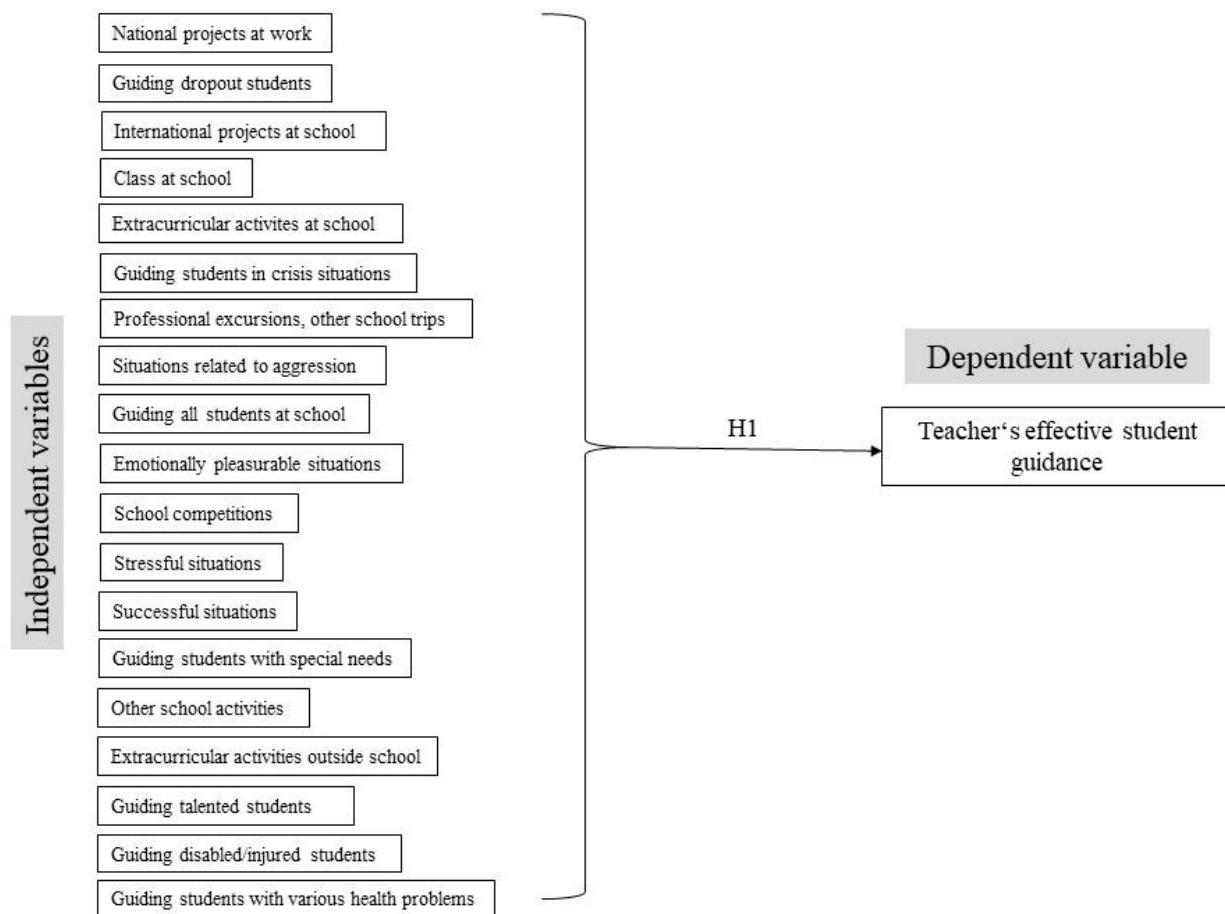 National projects at work
Guiding dropout students
International projects at school
Class at school
Extracurricular activites at school
Guiding students in crisis situations
Professional excursions, other school trips
Situations related to aggression
Guiding all students at school
Emotionally pleasurable situations
School competitions
Stressful situations
Successful situations
Guiding students with special needs
Other school activities
Extracurricular activities outside school
Guiding talented students
Guiding disabled/injured students
Guiding students with various health problems
Independent variables
H1
Dependent variable
Teacher‘s effective student
guidance